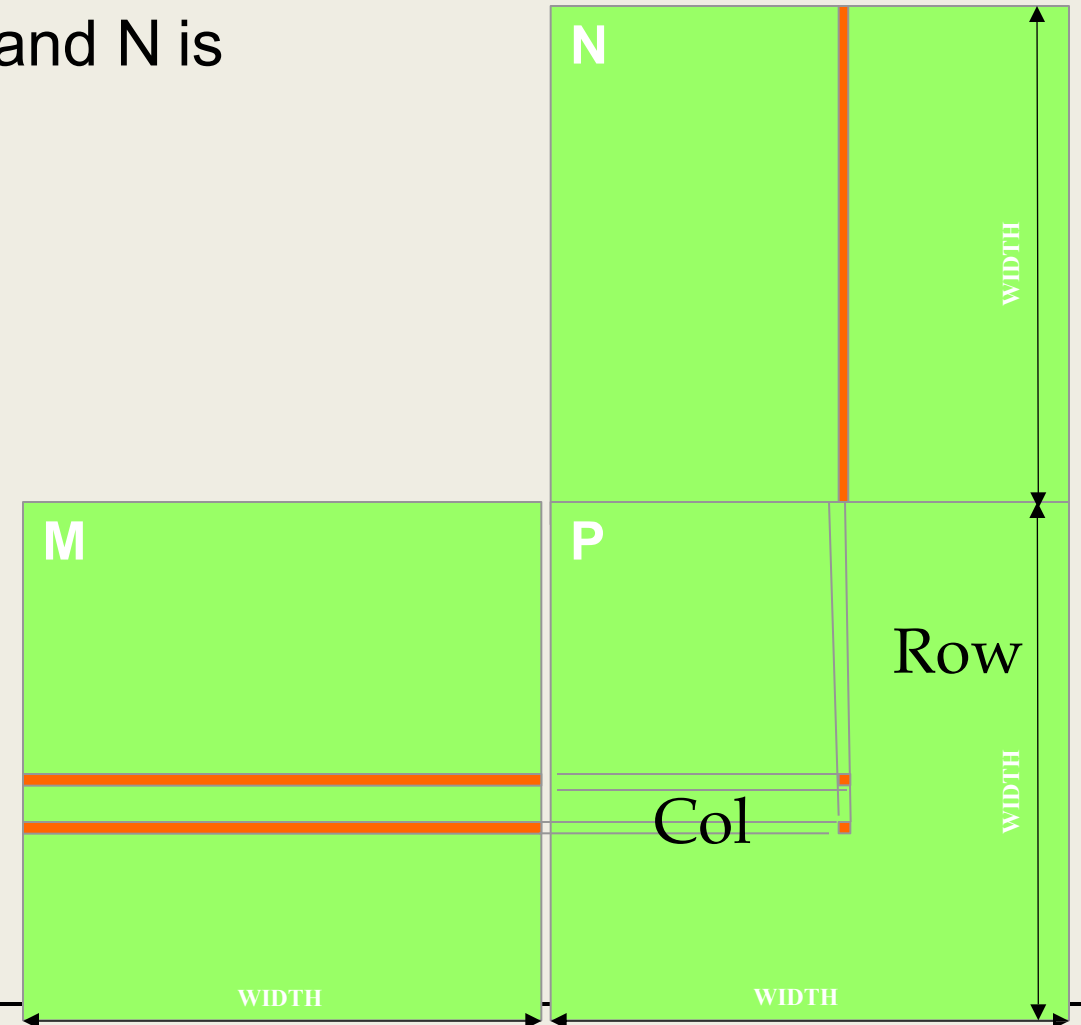 and N is
N
WIDTH
M
P
Row
Col
WIDTH
WIDTH
WIDTH